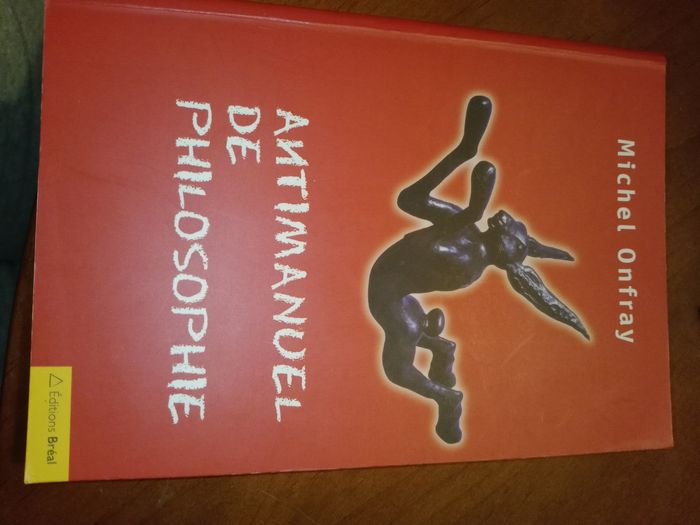 Michel Onfray
ANTIMANUEL
DE
PHILOSOPHIE
Éditions Bréal